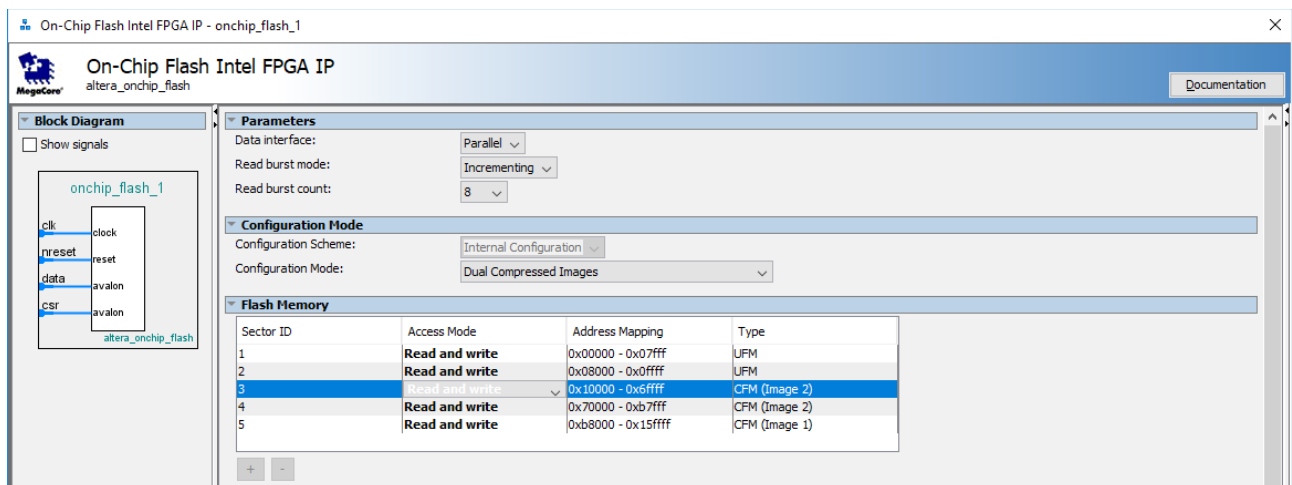 On-Chip Flash Intel FPGA IP - onchip_flash_1
On-Chip Flash Intel FPGA IP
altera_onchip_flash
MegaCore'
Documentation
Block Diagram
Show signals
onchip_flash_1
clk
clock
nreset
reset
data
avalon
csr
avalon
altera_onchip_flash
Parameters
Data interface: Parallel
Read burst mode: Incrementing
Read burst count: 8
Configuration Mode
Configuration Scheme: Internal Configuration
Configuration Mode: Dual Compressed Images
Flash Memory
Sector ID Access Mode Address Mapping Type
1 Read and write 0x00000 - 0x07fff UFM
2 Read and write 0x08000 - 0x0ffff UFM
3 Read and write 0x10000 - 0x6ffff CFM (Image 2)
4 Read and write 0x70000 - 0xb7fff CFM (Image 2)
5 Read and write 0xb8000 - 0x15ffff CFM (Image 1)
+ -